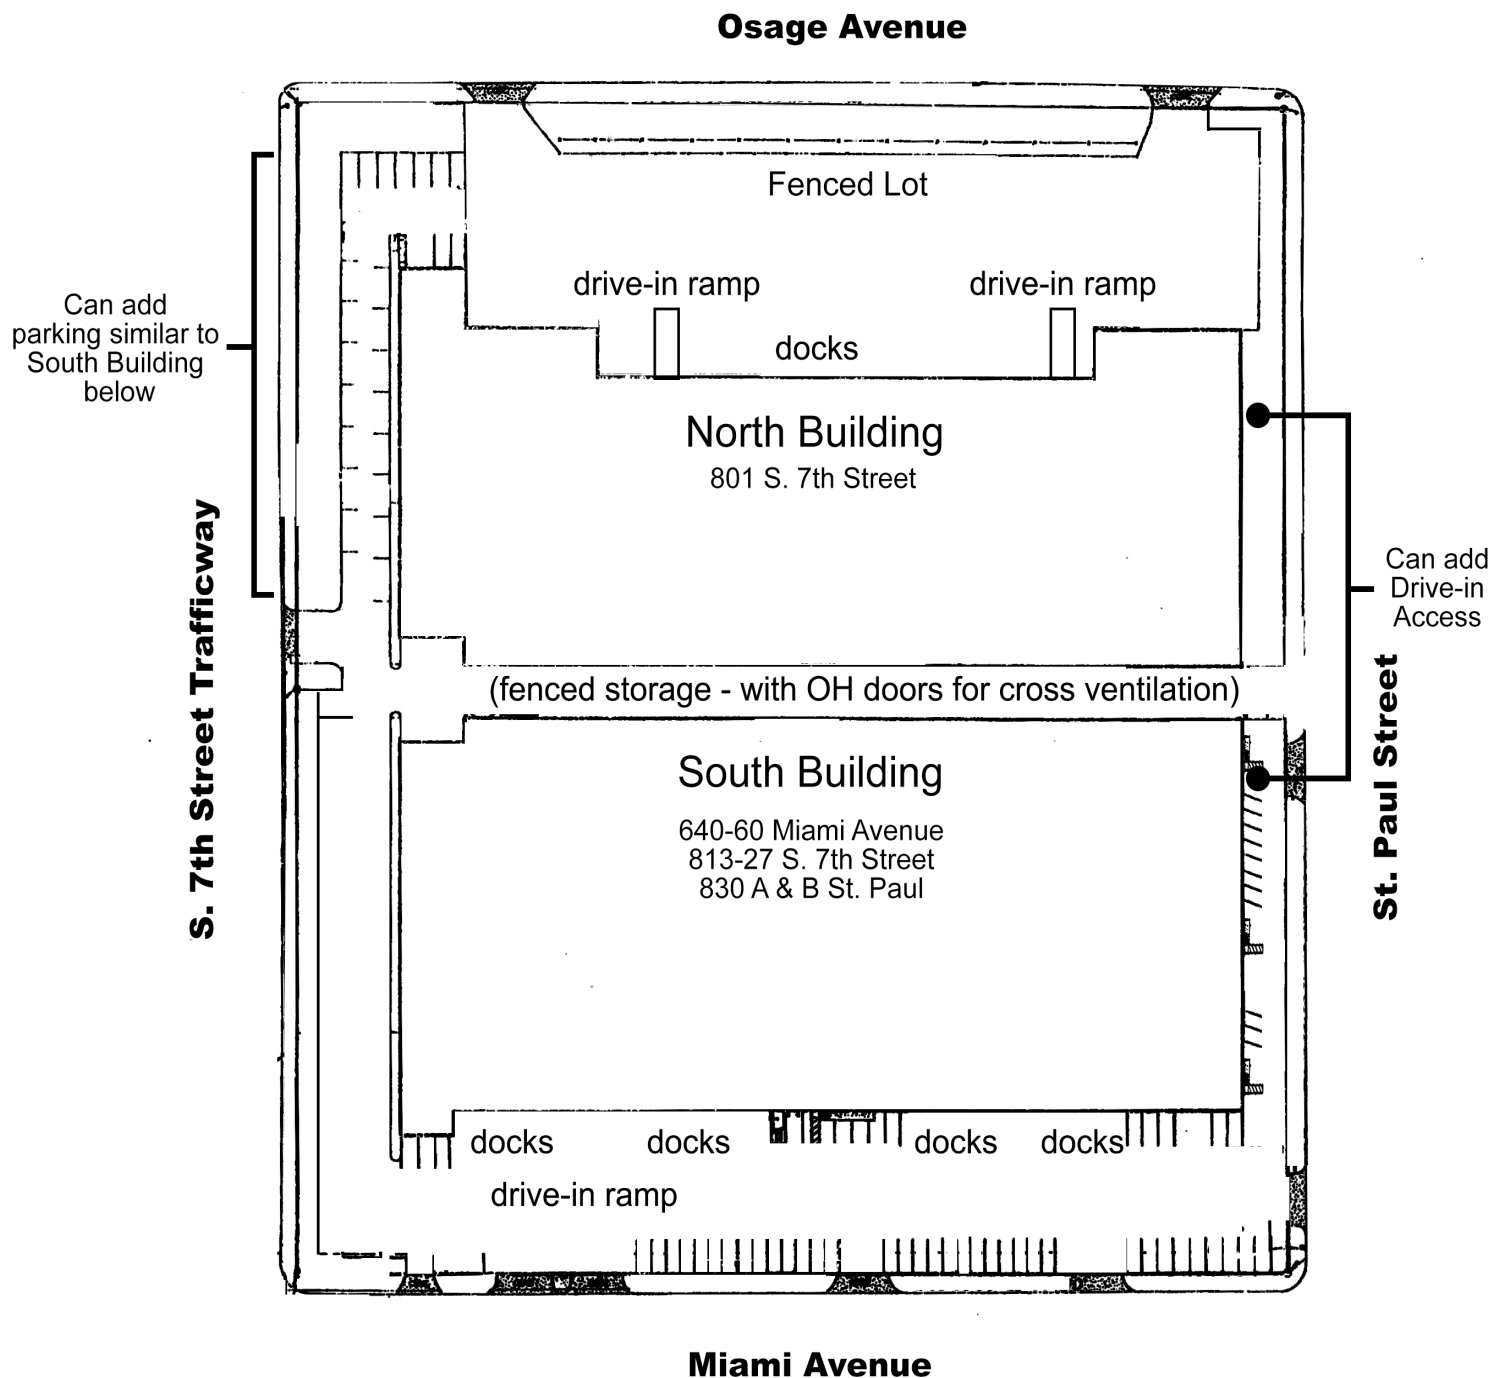 Osage Avenue
Fenced Lot
drive-in ramp
drive-in ramp
docks
Can add
parking similar to
South Building
below
North Building
801 S. 7th Street
S. 7th Street Trafficway
Can add
Drive-in
Access
St. Paul Street
(fenced storage - with OH doors for cross ventilation)
South Building
640-60 Miami Avenue
813-27 S. 7th Street
830 A & B St. Paul
docks
docks
docks
docks
drive-in ramp
Miami Avenue